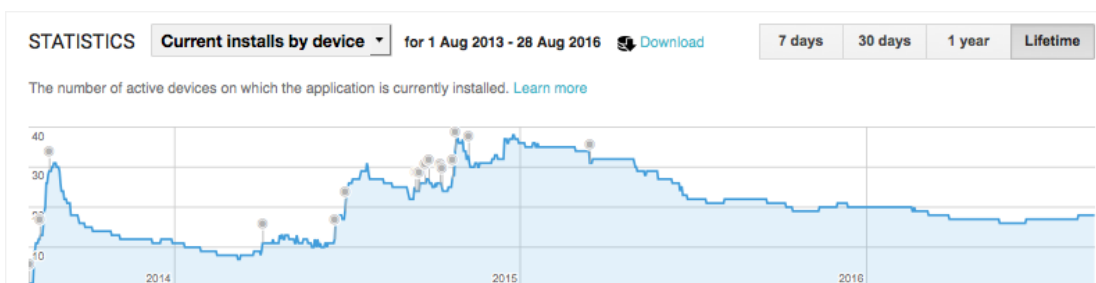 STATISTICS Current installs by device for 1 Aug 2013 - 28 Aug 2016 Download 7 days 30 days 1 year Lifetime
The number of active devices on which the application is currently installed. Learn more
40
30
20
10
2014 2015 2016